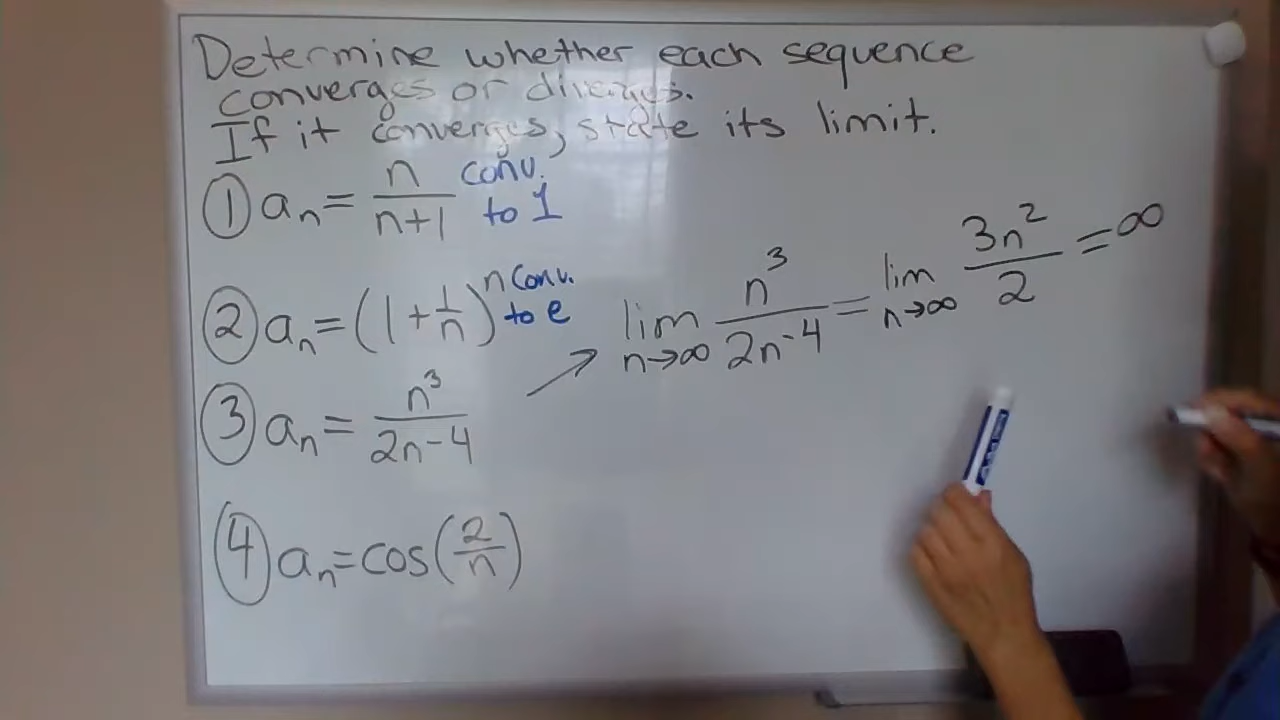 Determine whether each sequence
converges or diverges.
If it converges, state its limit.
① aₙ = n/(n+1) conv. to 1
② aₙ = (1 + 1/n)ⁿ conv. to e
③ aₙ = n³/(2n-4)
lim n→∞ n³/(2n-4) = lim n→∞ 3n²/2 = ∞
④ aₙ = cos(2/n)